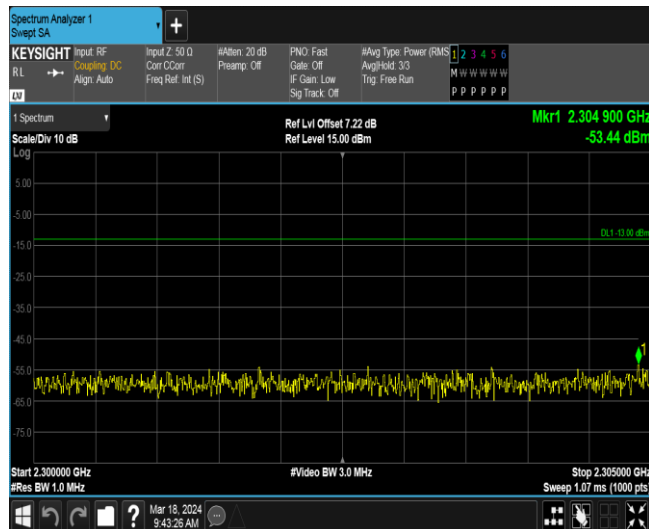 Spectrum Analyzer 1
Swept SA
+
KEYSIGHT
RL
LXI
Input: RF
Coupling: DC
Align: Auto
Input Z: 50 Ω
Corr CCorr
Freq Ref: Int (S)
#Atten: 20 dB
Preamp: Off
PNO: Fast
Gate: Off
IF Gain: Low
Sig Track: Off
#Avg Type: Power (RMS
Avg|Hold: 3/3
Trig: Free Run
1 2 3 4 5 6
M W W W W W
P P P P P P
1 Spectrum
Scale/Div 10 dB
Log
Ref Lvl Offset 7.22 dB
Ref Level 15.00 dBm
Mkr1 2.304 900 GHz
-53.44 dBm
5.00
-5.00
DL1 -13.00 dBm
-15.0
-25.0
-35.0
-45.0
1
-55.0
-65.0
-75.0
Start 2.300000 GHz
#Video BW 3.0 MHz
Stop 2.305000 GHz
#Res BW 1.0 MHz
Sweep 1.07 ms (1000 pts)
?
Mar 18, 2024
9:43:26 AM